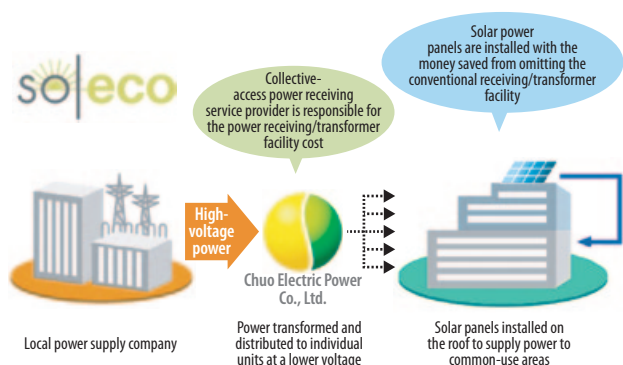 so|eco
Solar power
panels are installed with the
money saved from omitting the
conventional receiving/transformer
facility
Collective-
access power receiving
service provider is responsible for
the power receiving/transformer
facility cost
High-
voltage
power
Chuo Electric Power
Co., Ltd.
Local power supply company
Power transformed and
distributed to individual
units at a lower voltage
Solar panels installed on
the roof to supply power to
common-use areas